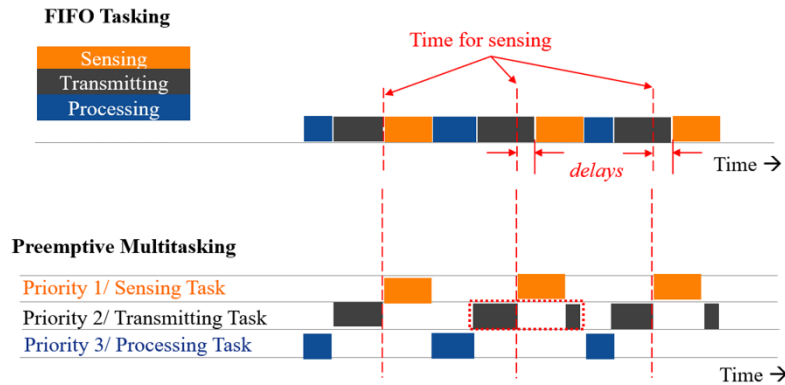 FIFO Tasking
Sensing
Transmitting
Processing
Time for sensing
delays
Time →
Preemptive Multitasking
Priority 1/ Sensing Task
Priority 2/ Transmitting Task
Priority 3/ Processing Task
Time →